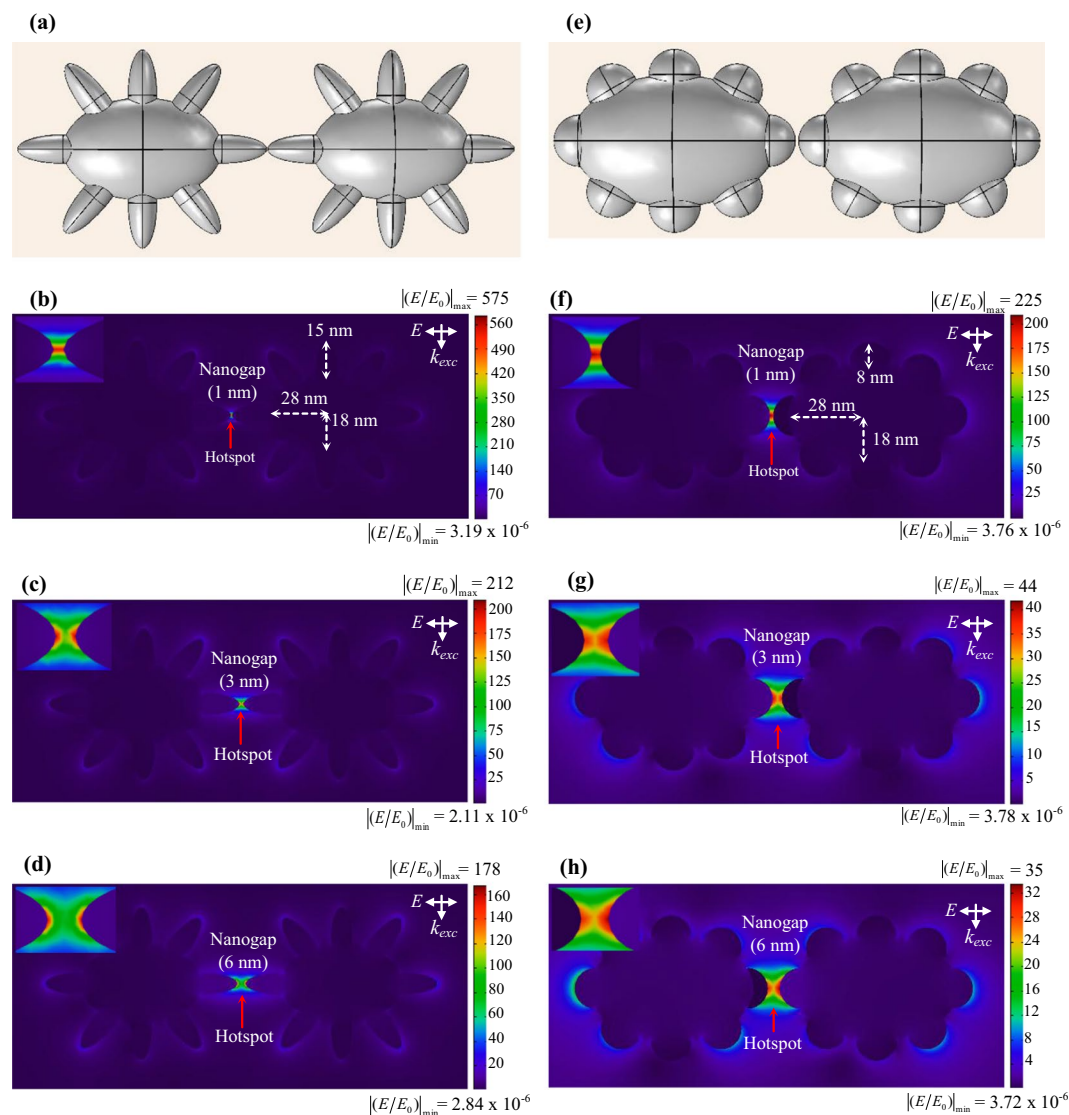 (a)
(e)
(b)
|(E/E₀)|max = 575
560
490
420
350
280
210
140
70
E
kexc
15 nm
Nanogap
(1 nm)
28 nm
18 nm
Hotspot
|(E/E₀)|min = 3.19 x 10⁻⁶
(f)
|(E/E₀)|max = 225
200
175
150
125
100
75
50
25
E
kexc
8 nm
Nanogap
(1 nm)
28 nm
18 nm
Hotspot
|(E/E₀)|min = 3.76 x 10⁻⁶
(c)
|(E/E₀)|max = 212
200
175
150
125
100
75
50
25
E
kexc
Nanogap
(3 nm)
Hotspot
|(E/E₀)|min = 2.11 x 10⁻⁶
(g)
|(E/E₀)|max = 44
40
35
30
25
20
15
10
5
E
kexc
Nanogap
(3 nm)
Hotspot
|(E/E₀)|min = 3.78 x 10⁻⁶
(d)
|(E/E₀)|max = 178
160
140
120
100
80
60
40
20
E
kexc
Nanogap
(6 nm)
Hotspot
|(E/E₀)|min = 2.84 x 10⁻⁶
(h)
|(E/E₀)|max = 35
32
28
24
20
16
12
8
4
E
kexc
Nanogap
(6 nm)
Hotspot
|(E/E₀)|min = 3.72 x 10⁻⁶